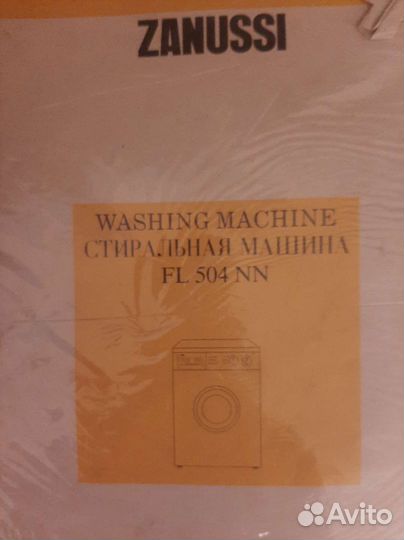 ZANUSSI
WASHING MACHINE
СТИРАЛЬНАЯ МАШИНА
FL 504 NN
Avito